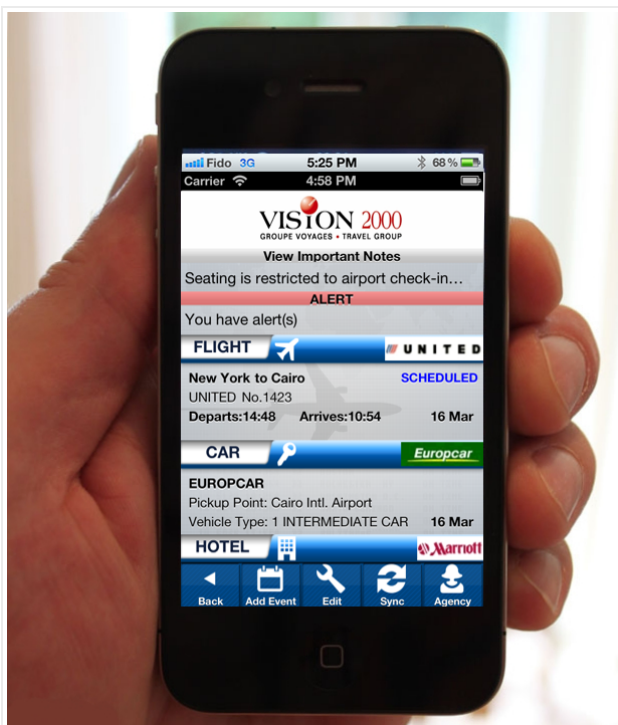 Fido 3G 5:25 PM 68 %
Carrier 4:58 PM
VISION 2000
GROUPE VOYAGES • TRAVEL GROUP
View Important Notes
Seating is restricted to airport check-in...
ALERT
You have alert(s)
FLIGHT UNITED
New York to Cairo SCHEDULED
UNITED No.1423
Departs:14:48 Arrives:10:54 16 Mar
CAR Europcar
EUROPCAR
Pickup Point: Cairo Intl. Airport
Vehicle Type: 1 INTERMEDIATE CAR 16 Mar
HOTEL Marriott
Back Add Event Edit Sync Agency